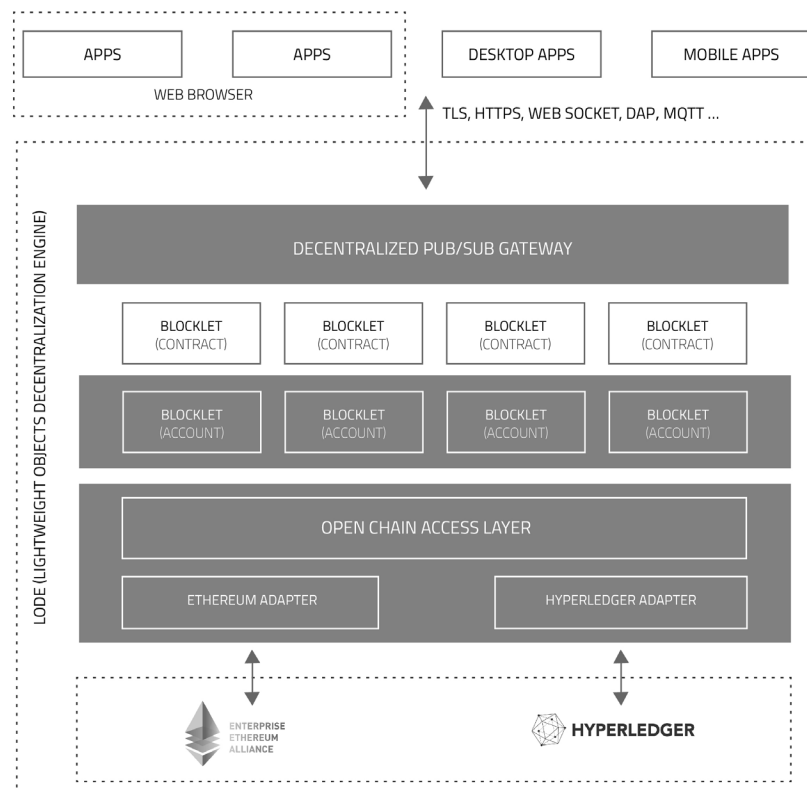 APPS
APPS
DESKTOP APPS
MOBILE APPS
WEB BROWSER
TLS, HTTPS, WEB SOCKET, DAP, MQTT ...
LODE (LIGHTWEIGHT OBJECTS DECENTRALIZATION ENGINE)
DECENTRALIZED PUB/SUB GATEWAY
BLOCKLET
(CONTRACT)
BLOCKLET
(CONTRACT)
BLOCKLET
(CONTRACT)
BLOCKLET
(CONTRACT)
BLOCKLET
(ACCOUNT)
BLOCKLET
(ACCOUNT)
BLOCKLET
(ACCOUNT)
BLOCKLET
(ACCOUNT)
OPEN CHAIN ACCESS LAYER
ETHEREUM ADAPTER
HYPERLEDGER ADAPTER
ENTERPRISE
ETHEREUM
ALLIANCE
HYPERLEDGER